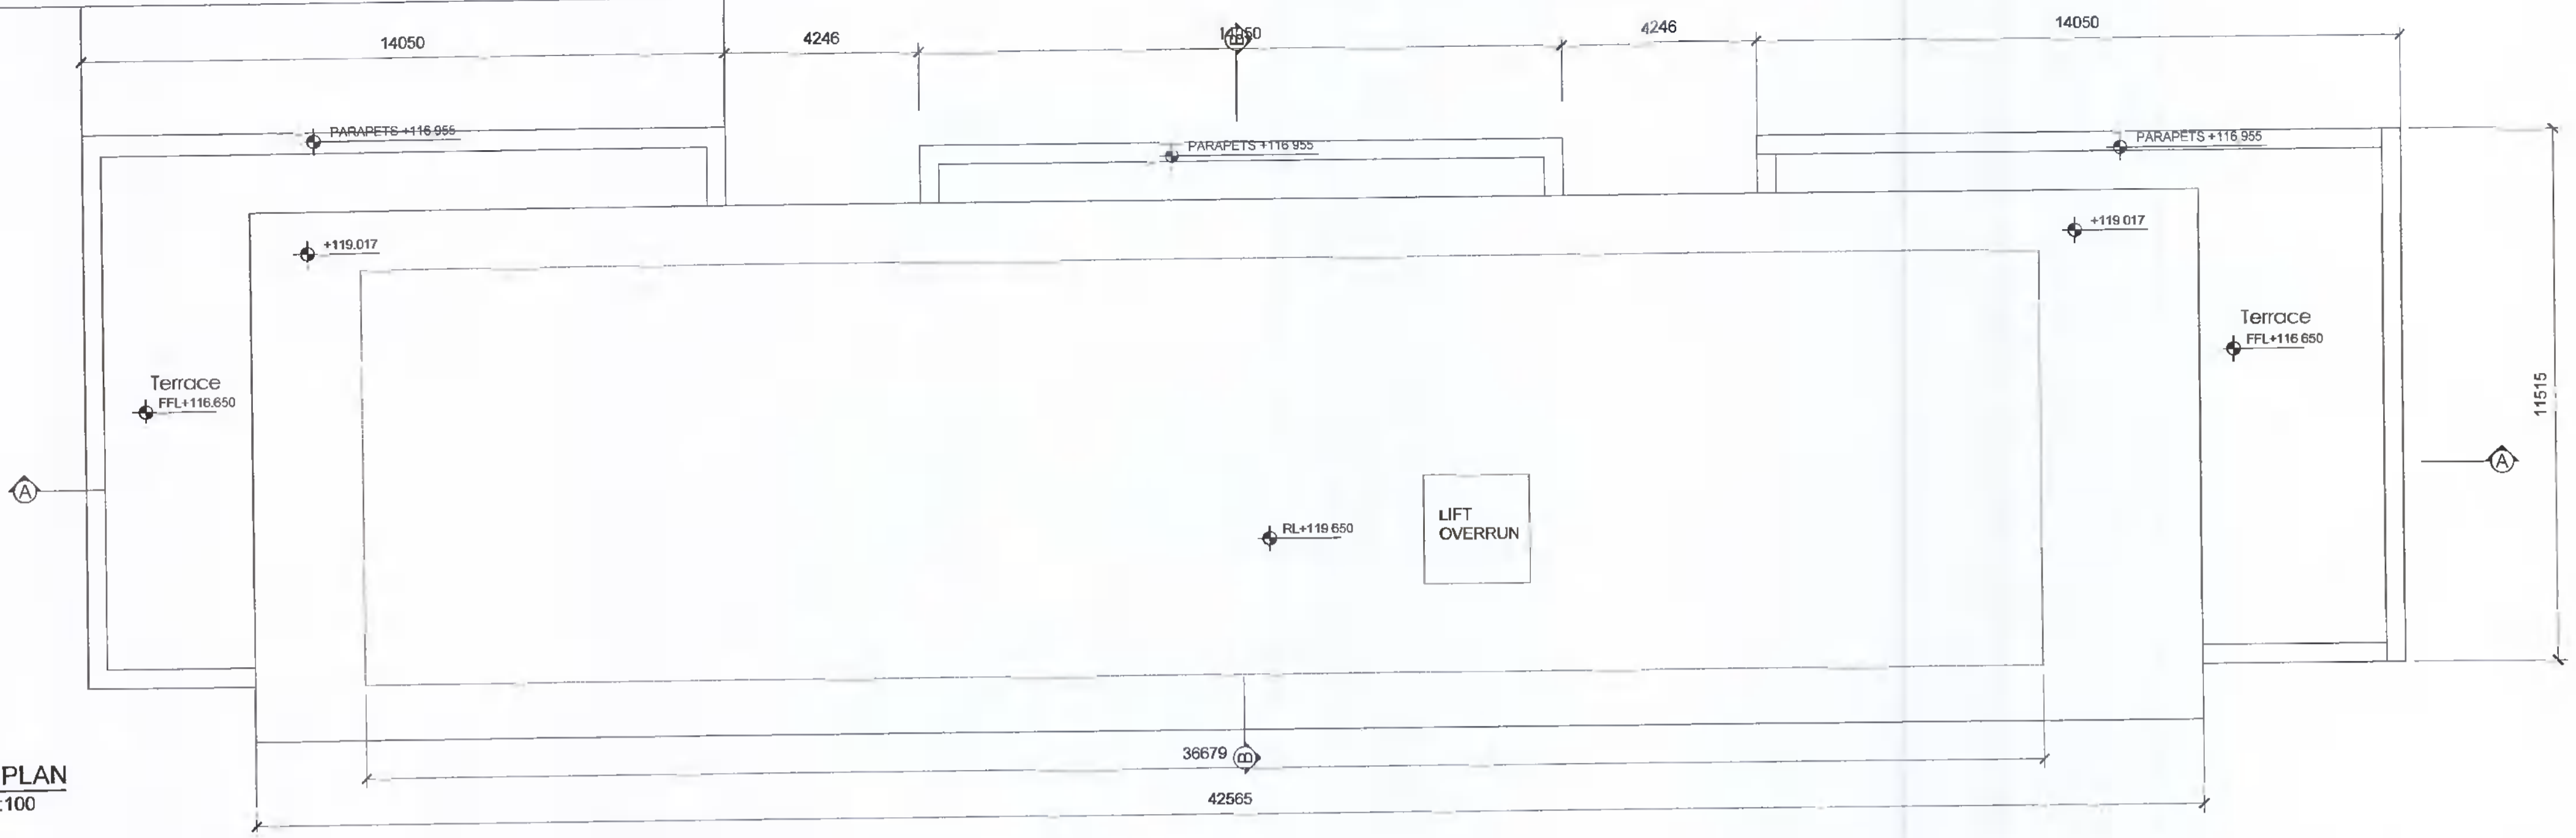 14050
4246
14050
B
4246
14050
PARAPETS +116 955
PARAPETS +116 955
PARAPETS +116 955
+119.017
+119 017
Terrace
FFL+116 650
Terrace
FFL+116.650
11515
A
A
LIFT
OVERRUN
RL+119 650
36679
B
PLAN
:100
42565